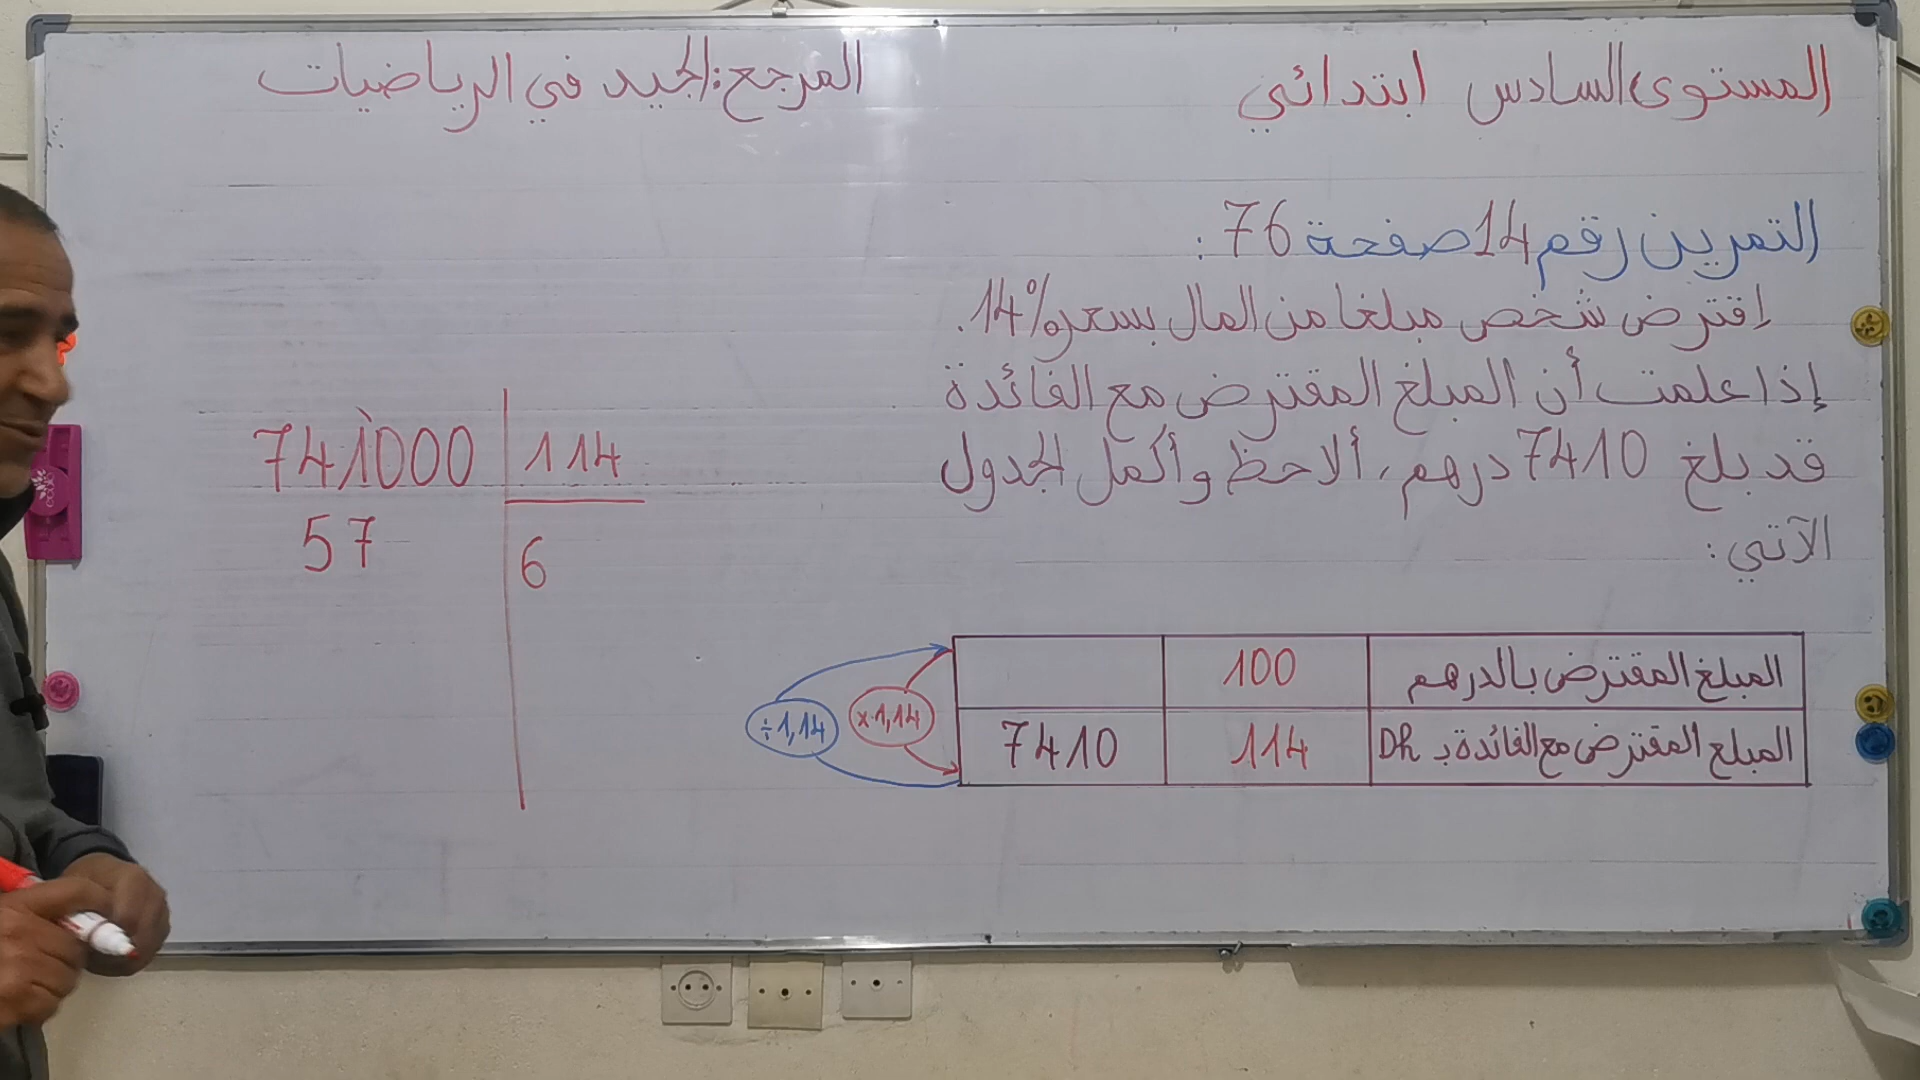 المستوى السادس ابتدائي
المرجع: الجيد في الرياضيات
التمرين رقم 14 صفحة 76:
إقترض شخص مبلغا من المال بسعر 14%.
إذا علمت أن المبلغ المقترض مع الفائدة
قد بلغ 7410 درهم، ألاحظ وأكمل الجدول
الآتي:
المبلغ المقترض بالدرهم 100
المبلغ المقترض مع الفائدة بـ Dh 114 7410
×1,14
÷1,14
741000 114
57 6